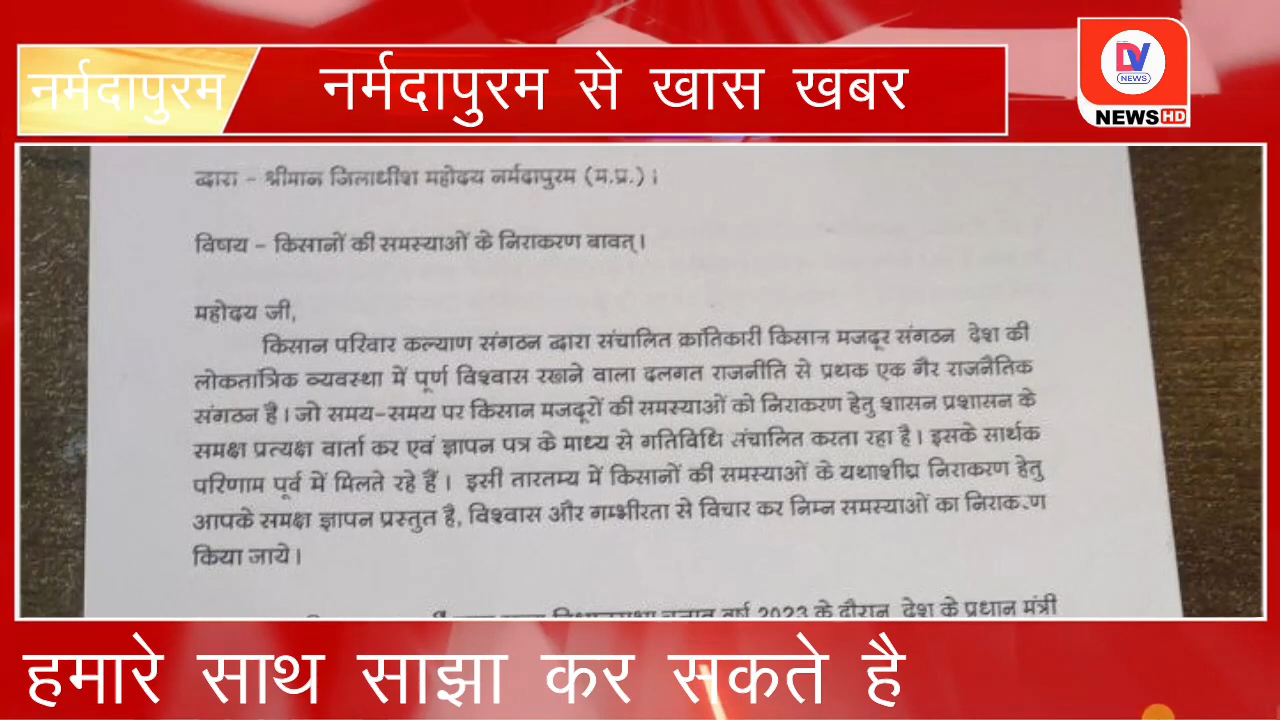 नर्मदापुरम
नर्मदापुरम से खास खबर
DV
NEWS
NEWS HD
द्वारा - श्रीमान जिलाधीश महोदय नर्मदापुरम (म.प्र.) ।
विषय - किसानों की समस्याओं के निराकरण बावत् ।
महोदय जी,
किसान परिवार कल्याण संगठन द्वारा संचालित क्रांतिकारी किसान मजदूर संगठन देश की
लोकतांत्रिक व्यवस्था में पूर्ण विश्वास रखने वाला दलगत राजनीति से प्रथक एक गैर राजनैतिक
संगठन है । जो समय-समय पर किसान मजदूरों की समस्याओं को निराकरण हेतु शासन प्रशासन के
समक्ष प्रत्यक्ष वार्ता कर एवं ज्ञापन पत्र के माध्य से गतिविधि संचालित करता रहा है । इसके सार्थक
परिणाम पूर्व में मिलते रहे हैं । इसी तारतम्य में किसानों की समस्याओं के यथाशीघ्र निराकरण हेतु
आपके समक्ष ज्ञापन प्रस्तुत है, विश्वास और गम्भीरता से विचार कर निम्न समस्याओं का निराकरण
किया जाये ।
विधानसभा चुनाव वर्ष 2023 के दौरान देश के प्रधान मंत्री
हमारे साथ साझा कर सकते है